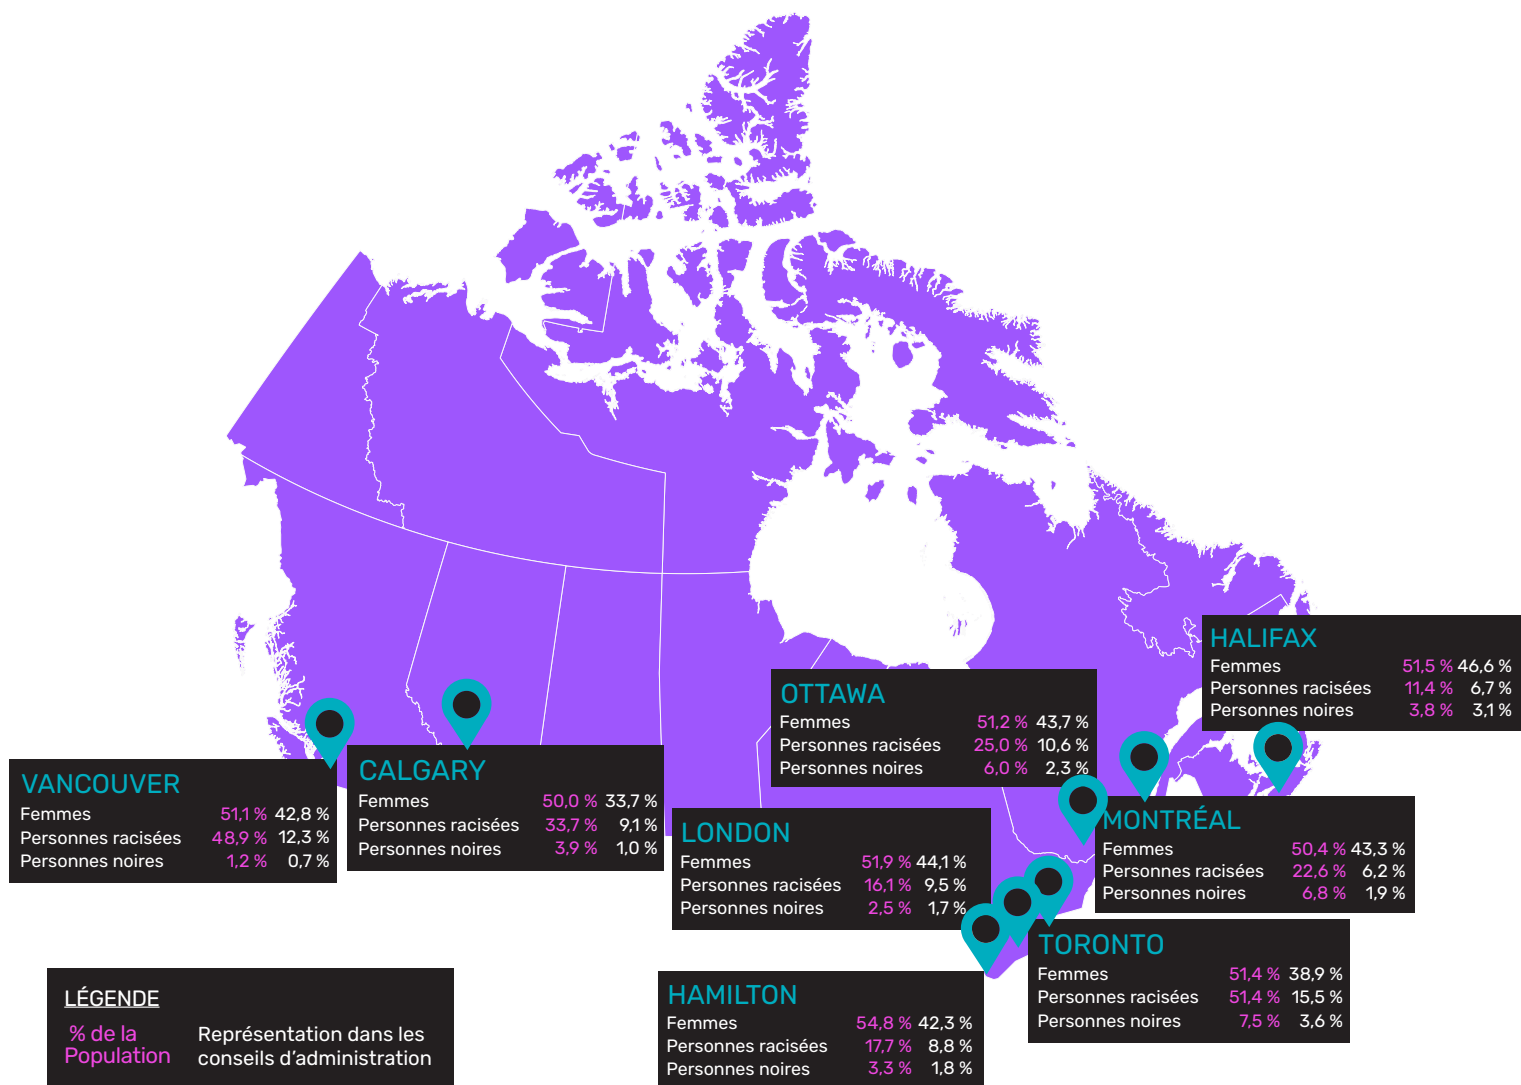 HALIFAX
Femmes 51,5 % 46,6 %
Personnes racisées 11,4 % 6,7 %
Personnes noires 3,8 % 3,1 %
OTTAWA
Femmes 51,2 % 43,7 %
Personnes racisées 25,0 % 10,6 %
Personnes noires 6,0 % 2,3 %
VANCOUVER
Femmes 51,1 % 42,8 %
Personnes racisées 48,9 % 12,3 %
Personnes noires 1,2 % 0,7 %
CALGARY
Femmes 50,0 % 33,7 %
Personnes racisées 33,7 % 9,1 %
Personnes noires 3,9 % 1,0 %
LONDON
Femmes 51,9 % 44,1 %
Personnes racisées 16,1 % 9,5 %
Personnes noires 2,5 % 1,7 %
MONTRÉAL
Femmes 50,4 % 43,3 %
Personnes racisées 22,6 % 6,2 %
Personnes noires 6,8 % 1,9 %
TORONTO
Femmes 51,4 % 38,9 %
Personnes racisées 51,4 % 15,5 %
Personnes noires 7,5 % 3,6 %
HAMILTON
Femmes 54,8 % 42,3 %
Personnes racisées 17,7 % 8,8 %
Personnes noires 3,3 % 1,8 %
LÉGENDE
% de la
Population
Représentation dans les
conseils d'administration